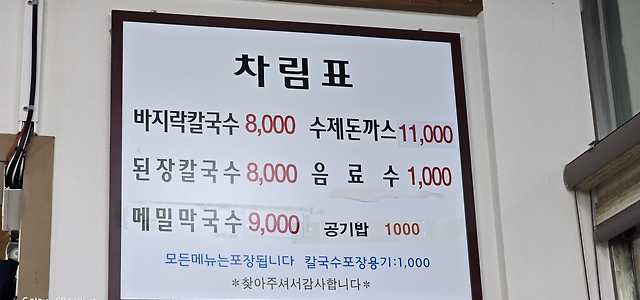 차림표
바지락칼국수 8,000 수제돈까스 11,000
된장칼국수 8,000 음료수 1,000
메밀막국수 9,000 공기밥 1000
모든메뉴는포장됩니다 칼국수포장용기:1,000
*찾아주셔서감사합니다*